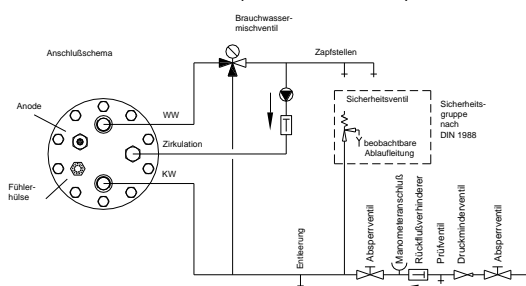 Brauchwasser-
mischventil
Anschlußschema
Zapfstellen
Anode
WW
Sicherheitsventil
Sicherheits-
gruppe
nach
DIN 1988
Zirkulation
beobachtbare
Ablaufleitung
Fühler-
hülse
KW
Entleerung
Absperrventil
Manometeranschluß
Rückflußverhinderer
Prüfventil
Druckminderventil
Absperrventil